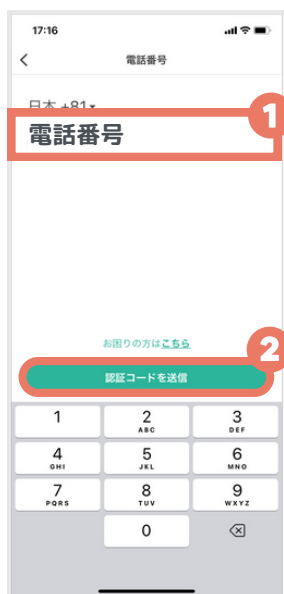 17:16
電話番号
日本 +81▾
1
電話番号
お困りの方はこちら
2
認証コードを送信
1
2 ABC
3 DEF
4 GHI
5 JKL
6 MNO
7 PQRS
8 TUV
9 WXYZ
0